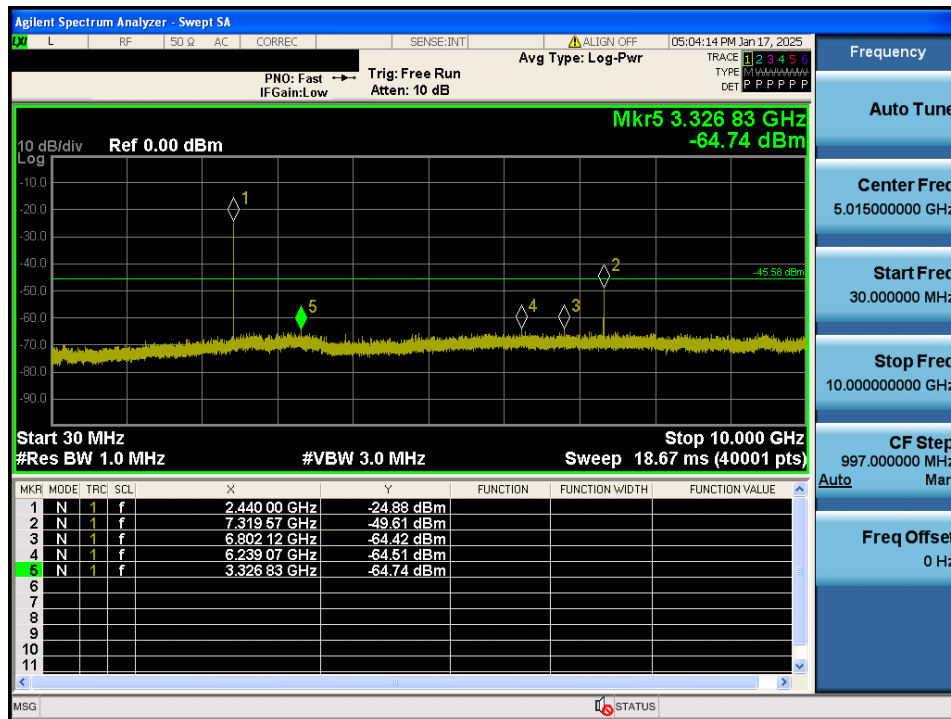 Agilent Spectrum Analyzer - Swept SA
LXI L RF 50 Ω AC CORREC SENSE:INT ALIGN OFF 05:04:14 PM Jan 17, 2025
Avg Type: Log-Pwr TRACE 1 2 3 4 5 6
PNO: Fast Trig: Free Run TYPE M W W W W W
IFGain:Low Atten: 10 dB DET P P P P P P
Mkr5 3.326 83 GHz
-64.74 dBm
10 dB/div Ref 0.00 dBm
Log
-10.0
-20.0
-30.0
-40.0
-50.0
-60.0
-70.0
-80.0
-90.0
1
2
-45.58 dBm
5
4
3
Start 30 MHz Stop 10.000 GHz
#Res BW 1.0 MHz #VBW 3.0 MHz Sweep 18.67 ms (40001 pts)
MKR MODE TRC SCL X Y FUNCTION FUNCTION WIDTH FUNCTION VALUE
1 N 1 f 2.440 00 GHz -24.88 dBm
2 N 1 f 7.319 57 GHz -49.61 dBm
3 N 1 f 6.802 12 GHz -64.42 dBm
4 N 1 f 6.239 07 GHz -64.51 dBm
5 N 1 f 3.326 83 GHz -64.74 dBm
6
7
8
9
10
11
MSG STATUS
Frequency
Auto Tune
Center Freq
5.015000000 GHz
Start Freq
30.000000 MHz
Stop Freq
10.000000000 GHz
CF Step
997.000000 MHz
Auto Man
Freq Offset
0 Hz